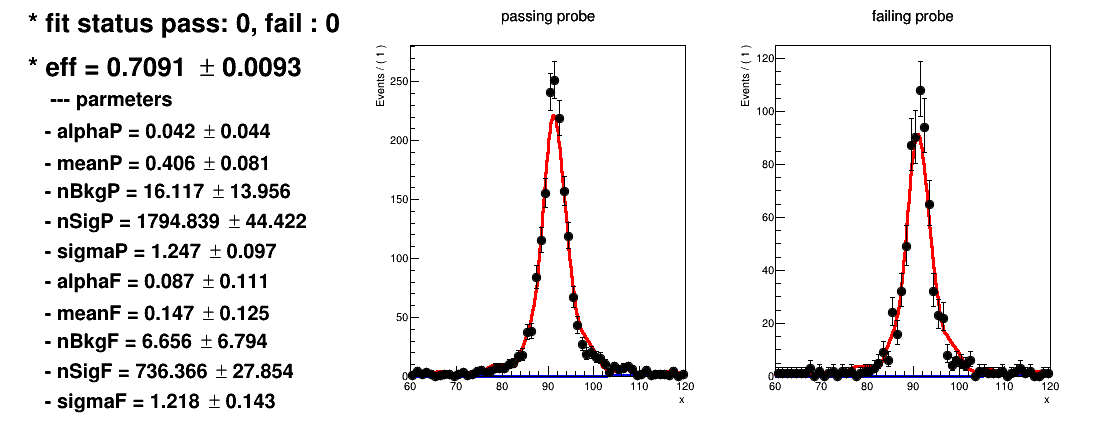 * fit status pass: 0, fail : 0
* eff = 0.7091 ± 0.0093
--- parmeters
- alphaP = 0.042 ± 0.044
- meanP = 0.406 ± 0.081
- nBkgP = 16.117 ± 13.956
- nSigP = 1794.839 ± 44.422
- sigmaP = 1.247 ± 0.097
- alphaF = 0.087 ± 0.111
- meanF = 0.147 ± 0.125
- nBkgF = 6.656 ± 6.794
- nSigF = 736.366 ± 27.854
- sigmaF = 1.218 ± 0.143
passing probe
Events / ( 1 )
250
200
150
100
50
0
60 70 80 90 100 110 120
x
failing probe
Events / ( 1 )
120
100
80
60
40
20
0
60 70 80 90 100 110 120
x